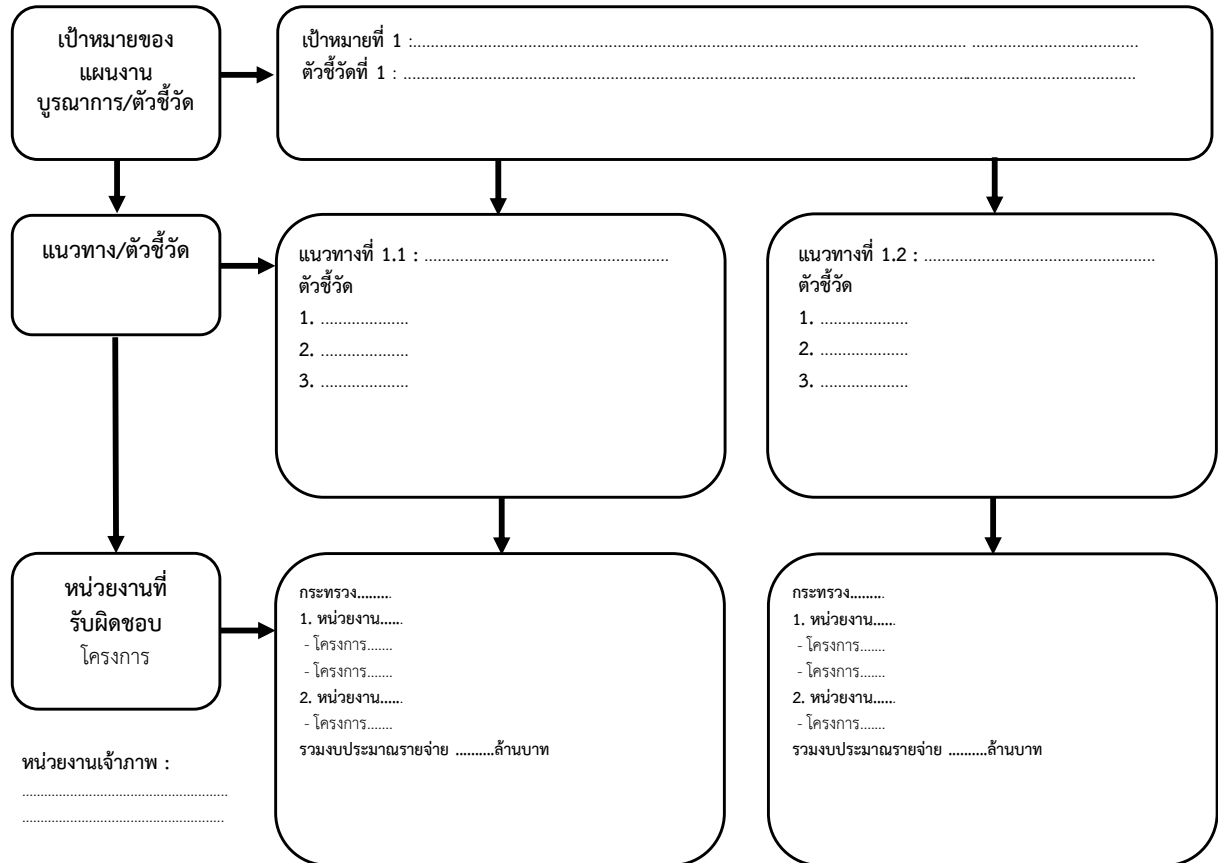 เป้าหมายของ
แผนงาน
บูรณาการ/ตัวชี้วัด
เป้าหมายที่ 1 :............................................................................................................................... ......................................
ตัวชี้วัดที่ 1 : .......................................................................................................................................................................
แนวทาง/ตัวชี้วัด
แนวทางที่ 1.1 : ........................................................
ตัวชี้วัด
1. ....................
2. ....................
3. ....................
แนวทางที่ 1.2 : .....................................................
ตัวชี้วัด
1. ....................
2. ....................
3. ....................
หน่วยงานที่
รับผิดชอบ
โครงการ
กระทรวง.........
1. หน่วยงาน......
- โครงการ.......
- โครงการ.......
2. หน่วยงาน......
- โครงการ.......
รวมงบประมาณรายจ่าย ..........ล้านบาท
กระทรวง.........
1. หน่วยงาน......
- โครงการ.......
- โครงการ.......
2. หน่วยงาน......
- โครงการ.......
รวมงบประมาณรายจ่าย ..........ล้านบาท
หน่วยงานเจ้าภาพ :
........................................................
.......................................................